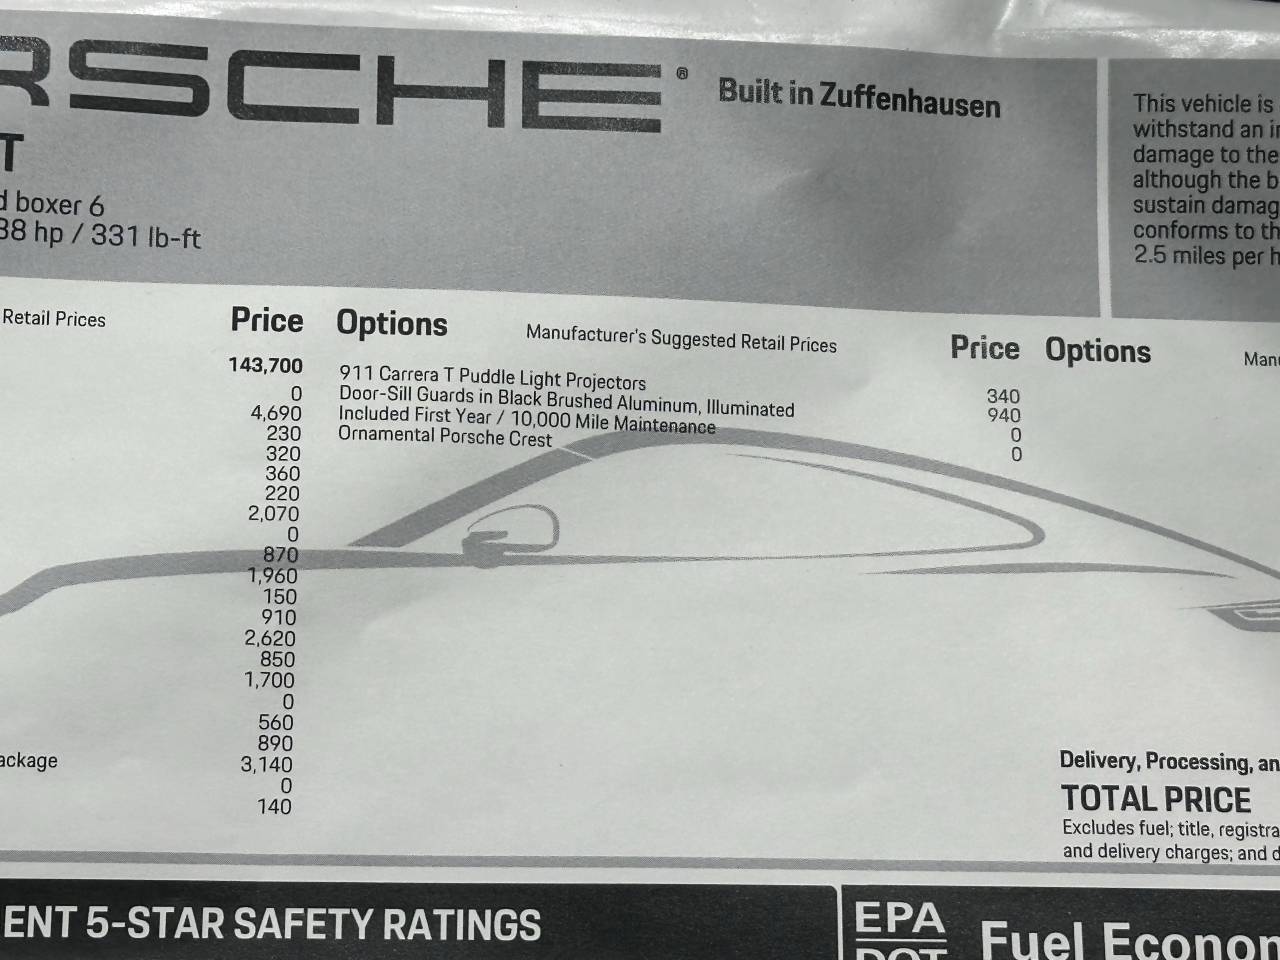 RSCHE® Built in Zuffenhausen
T
d boxer 6
38 hp / 331 lb-ft
This vehicle is
withstand an i
damage to the
although the b
sustain damag
conforms to th
2.5 miles per h
Retail Prices Price
143,700
0
4,690
230
320
360
220
2,070
0
870
1,960
150
910
2,620
850
1,700
0
560
890
ackage 3,140
0
140
Options Manufacturer's Suggested Retail Prices Price
911 Carrera T Puddle Light Projectors 340
Door-Sill Guards in Black Brushed Aluminum, Illuminated 940
Included First Year / 10,000 Mile Maintenance 0
Ornamental Porsche Crest 0
Options Man
Delivery, Processing, an
TOTAL PRICE
Excludes fuel; title, registra
and delivery charges; and d
ENT 5-STAR SAFETY RATINGS
EPA
DOT
Fuel Econom